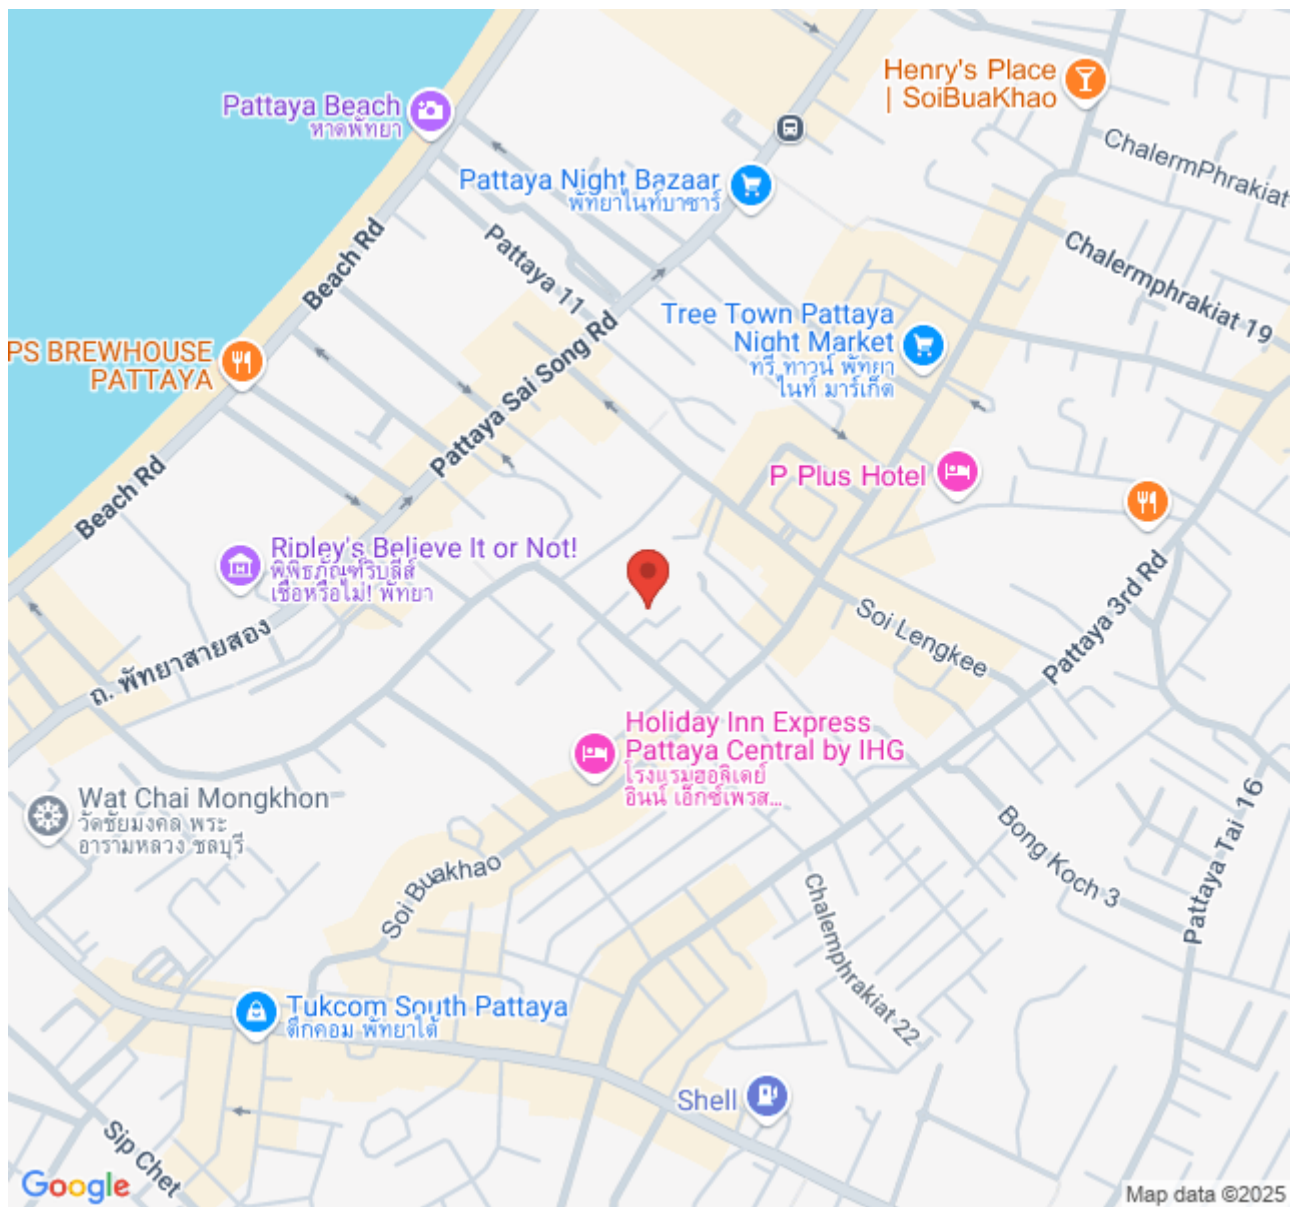 Henry's Place
| SoiBuaKhao
Pattaya Beach
หาดพัทยา
ChalermPhrakiat
Pattaya Night Bazaar
พัทยาไนท์บาซาร์
Beach Rd
Pattaya 11
Chalermphrakiat 19
Tree Town Pattaya
Night Market
ทรี ทาวน์ พัทยา
ไนท์ มาร์เก็ต
PS BREWHOUSE
PATTAYA
Pattaya Sai Song Rd
P Plus Hotel
Beach Rd
Ripley's Believe It or Not!
พิพิธภัณฑ์ริบลีส์
เชื่อหรือไม่! พัทยา
Pattaya 3rd Rd
Soi Lengkee
ถ. พัทยาสายสอง
Holiday Inn Express
Pattaya Central by IHG
โรงแรมฮอลิเดย์
อินน์ เอ็กซ์เพรส...
Wat Chai Mongkhon
วัดชัยมงคล พระ
อารามหลวง ชลบุรี
Soi Buakhao
Bong Koch 3
Pattaya Tai 16
Chalemphrakiat 22
Tukcom South Pattaya
ตึกคอม พัทยาใต้
Shell
Sip Chet
Google
Map data ©2025